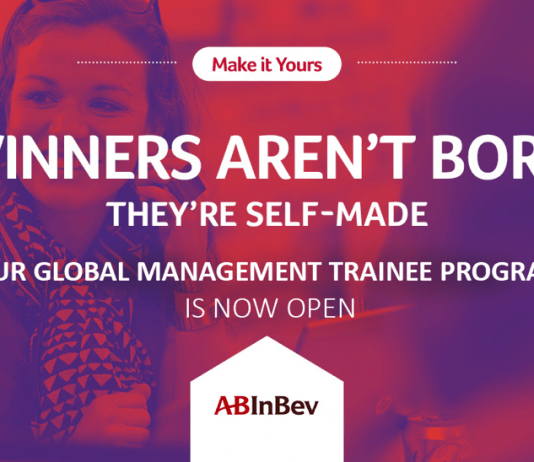 Make it Yours
INNERS AREN'T BOR
THEY'RE SELF-MADE
UR GLOBAL MANAGEMENT TRAINEE PROGRA
IS NOW OPEN
ABInBev